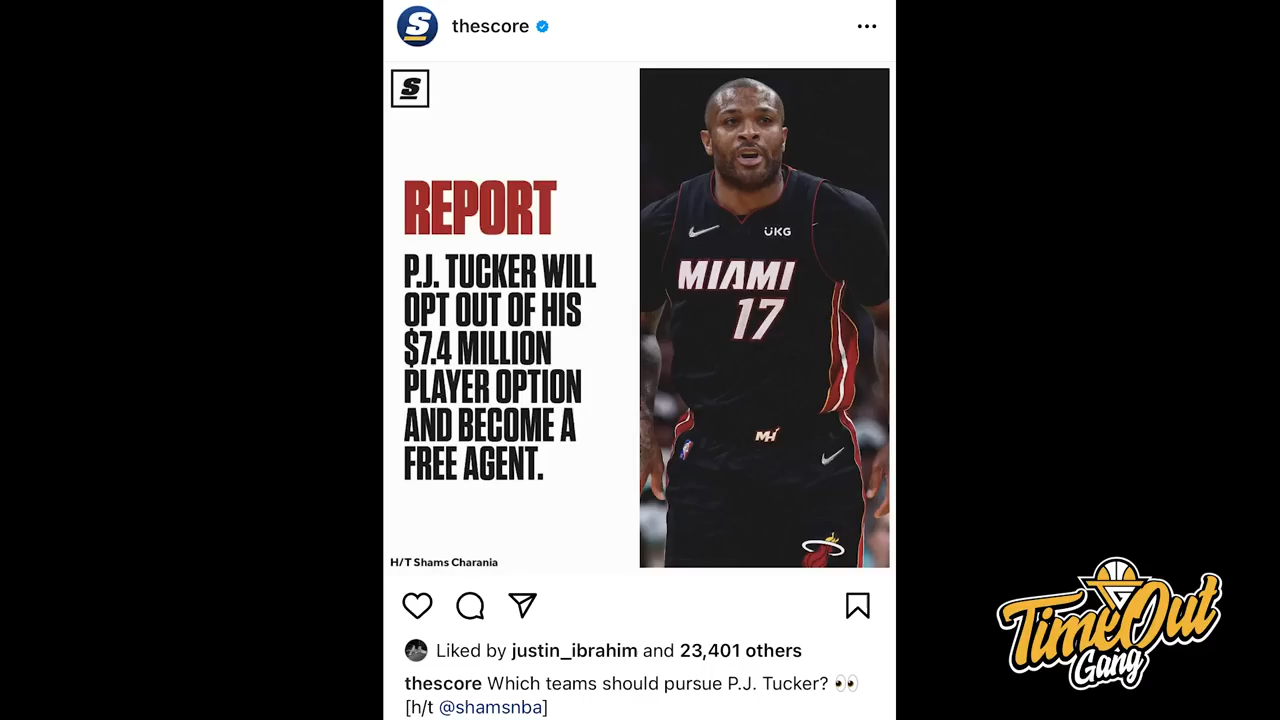 thescore
S
REPORT
P.J. TUCKER WILL
OPT OUT OF HIS
$7.4 MILLION
PLAYER OPTION
AND BECOME A
FREE AGENT.
H/T Shams Charania
UKG
MIAMI
17
MH
Liked by justin_ibrahim and 23,401 others
thescore Which teams should pursue P.J. Tucker? 👀
[h/t @shamsnba]
TimeOut
Gang